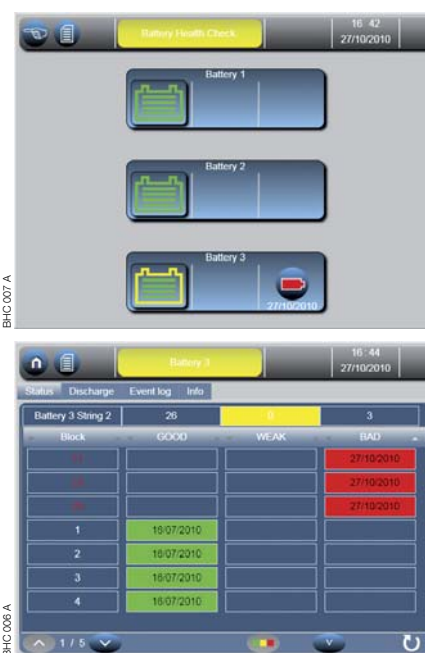 Battery Health Check
16 42
27/10/2010
Battery 1
Battery 2
Battery 3
27/10/2010
BHC 007 A
Battery 3
16:44
27/10/2010
Status Discharge Event log Info
Battery 3 String 2 26 0 3
Block GOOD WEAK BAD
27/10/2010
27/10/2010
27/10/2010
1 16/07/2010
2 16/07/2010
3 16/07/2010
4 16/07/2010
1 / 5
BHC 006 A